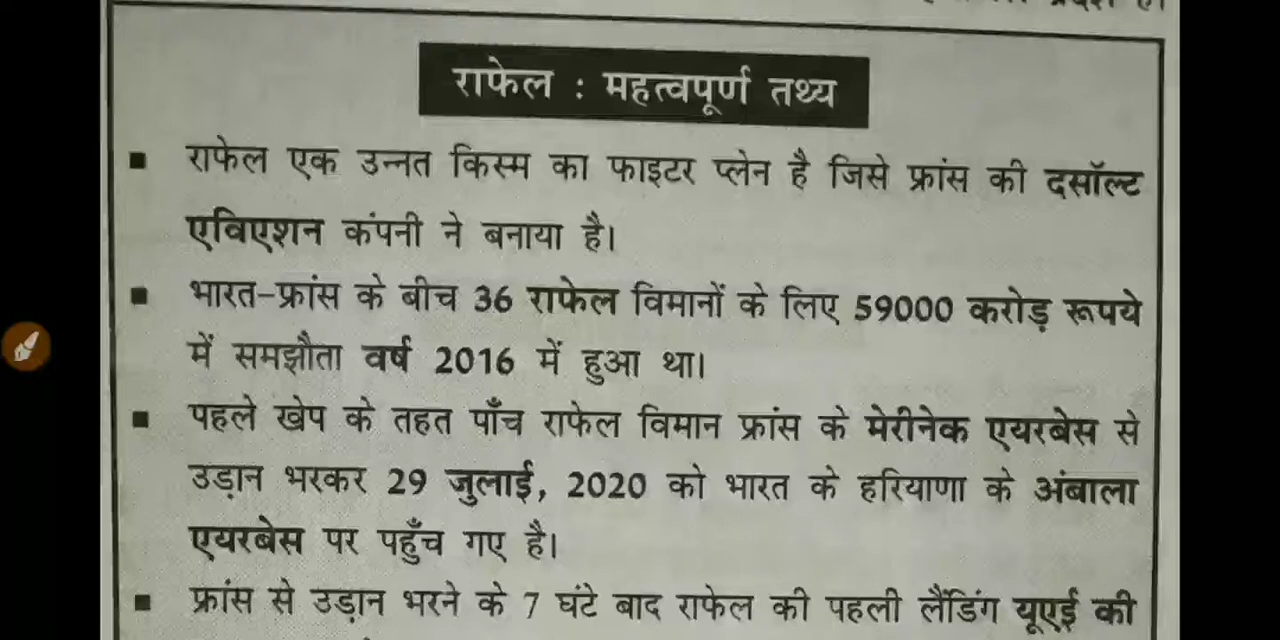 राफेल : महत्वपूर्ण तथ्य
▪ राफेल एक उन्नत किस्म का फाइटर प्लेन है जिसे फ्रांस की दसॉल्ट
एविएशन कंपनी ने बनाया है।
▪ भारत-फ्रांस के बीच 36 राफेल विमानों के लिए 59000 करोड़ रूपये
में समझौता वर्ष 2016 में हुआ था।
▪ पहले खेप के तहत पाँच राफेल विमान फ्रांस के मेरीनेक एयरबेस से
उड़ान भरकर 29 जुलाई, 2020 को भारत के हरियाणा के अंबाला
एयरबेस पर पहुँच गए है।
▪ फ्रांस से उड़ान भरने के 7 घंटे बाद राफेल की पहली लैंडिंग यूएई की